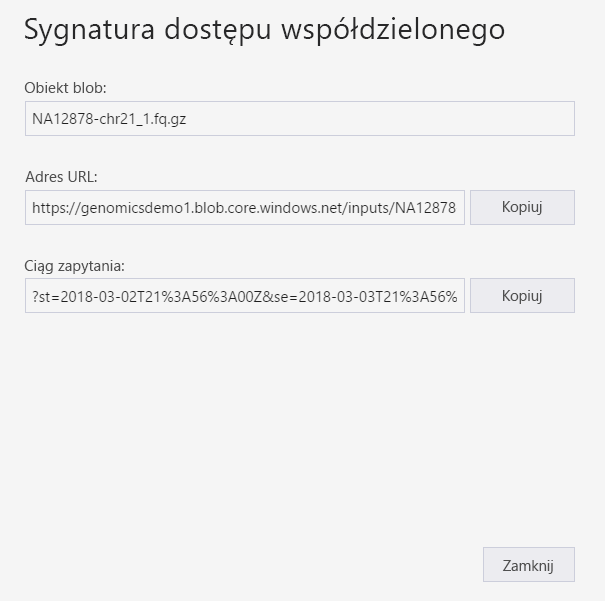 Sygnatura dostępu współdzielonego
Obiekt blob:
NA12878-chr21_1.fq.gz
Adres URL:
https://genomicsdemo1.blob.core.windows.net/inputs/NA12878
Kopiuj
Ciąg zapytania:
?st=2018-03-02T21%3A56%3A00Z&se=2018-03-03T21%3A56%
Kopiuj
Zamknij